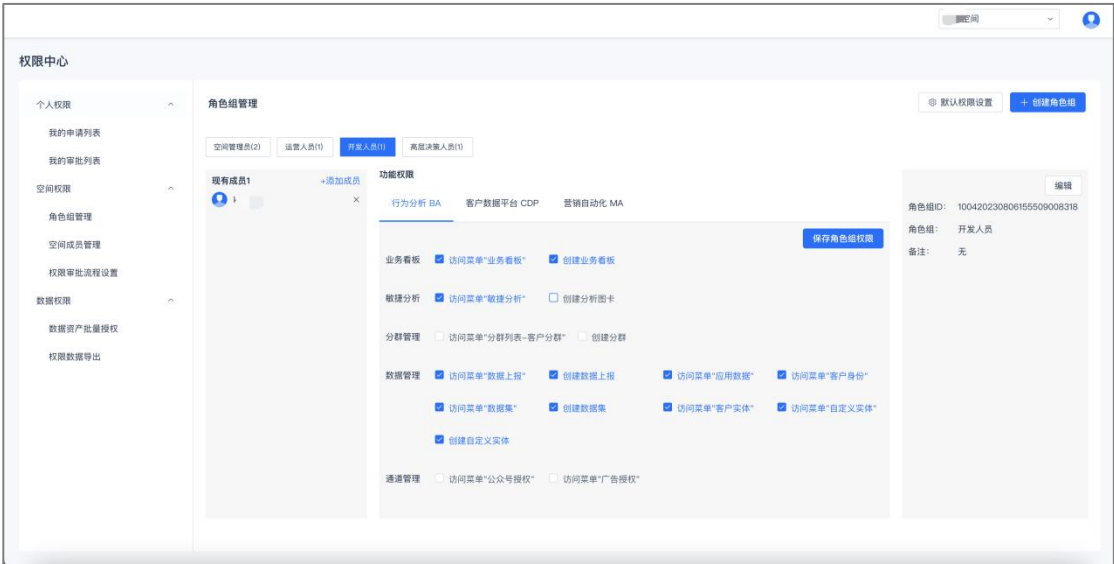 空间
权限中心
个人权限
我的申请列表
我的审批列表
空间权限
角色组管理
空间成员管理
权限审批流程设置
数据权限
数据资产批量授权
权限数据导出
角色组管理
默认权限设置
+ 创建角色组
空间管理员(2) 运营人员(1) 开发人员(1) 高层决策人员(1)
现有成员1 +添加成员
功能权限
行为分析 BA 客户数据平台 CDP 营销自动化 MA
保存角色组权限
业务看板 访问菜单"业务看板" 创建业务看板
敏捷分析 访问菜单"敏捷分析" 创建分析图卡
分群管理 访问菜单"分群列表-客户分群" 创建分群
数据管理 访问菜单"数据上报" 创建数据上报 访问菜单"应用数据" 访问菜单"客户身份"
访问菜单"数据集" 创建数据集 访问菜单"客户实体" 访问菜单"自定义实体"
创建自定义实体
通道管理 访问菜单"公众号授权" 访问菜单"广告授权"
编辑
角色组ID: 100420230806155509008318
角色组: 开发人员
备注: 无